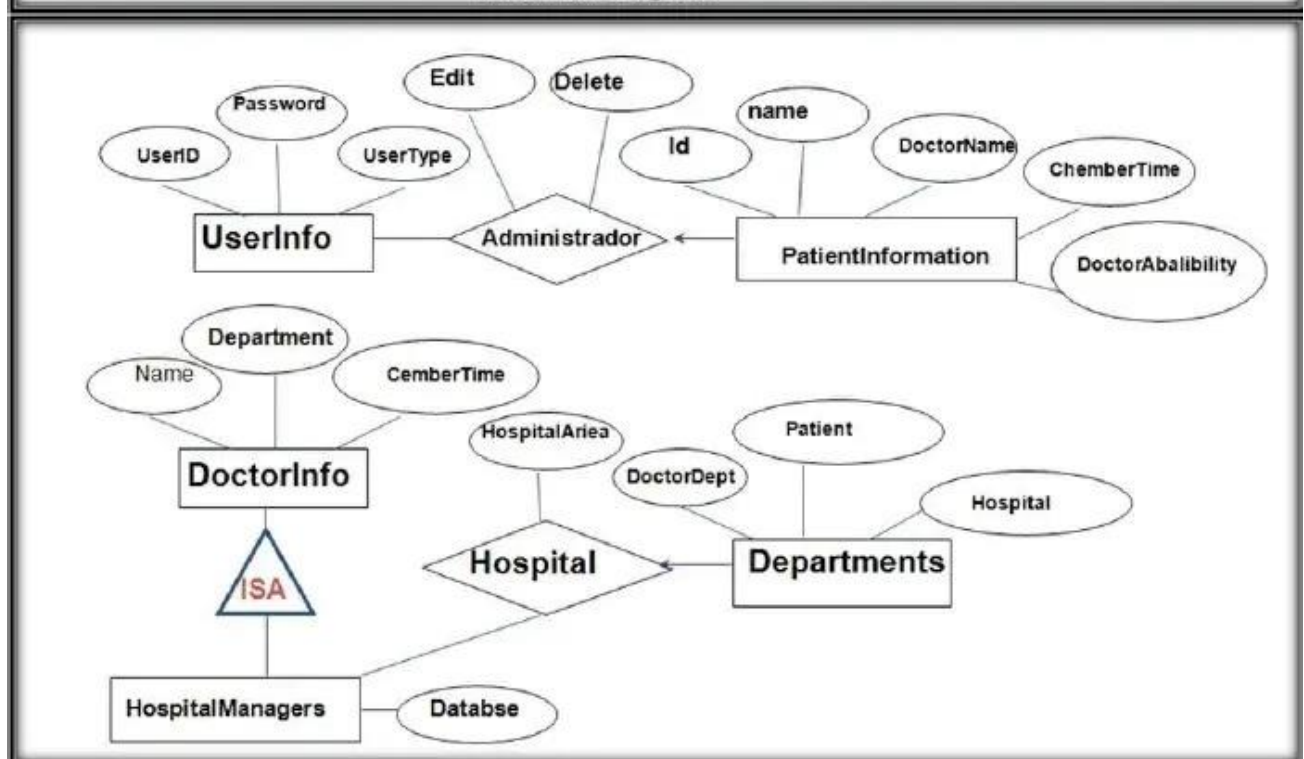 Edit
Delete
Password
name
UserID
UserType
Id
DoctorName
ChemberTime
UserInfo
Administrador
PatientInformation
DoctorAbalibility
Department
Name
CemberTime
HospitalAriea
Patient
DoctorInfo
DoctorDept
Hospital
ISA
Hospital
Departments
HospitalManagers
Databse